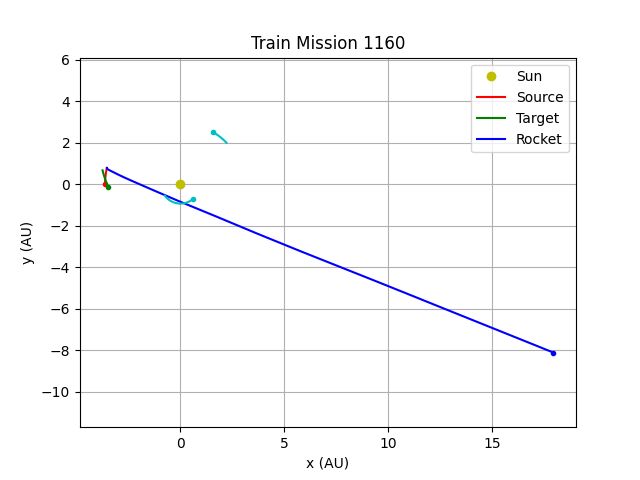 Train Mission 1160
Sun
Source
Target
Rocket
6
4
2
0
−2
−4
−6
−8
−10
y (AU)
0
5
10
15
x (AU)